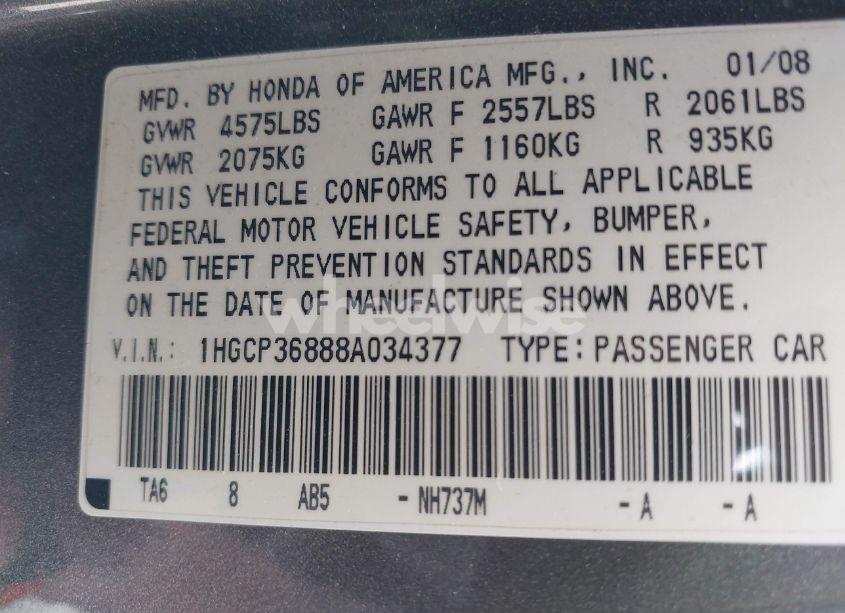 MFD. BY HONDA OF AMERICA MFG., INC. 01/08
GVWR 4575LBS GAWR F 2557LBS R 2061LBS
GVWR 2075KG GAWR F 1160KG R 935KG
THIS VEHICLE CONFORMS TO ALL APPLICABLE
FEDERAL MOTOR VEHICLE SAFETY, BUMPER,
AND THEFT PREVENTION STANDARDS IN EFFECT
ON THE DATE OF MANUFACTURE SHOWN ABOVE.
wheelwise
V.I.N.: 1HGCP36888A034377 TYPE: PASSENGER CAR
TA6 8 AB5 - NH737M - A - A